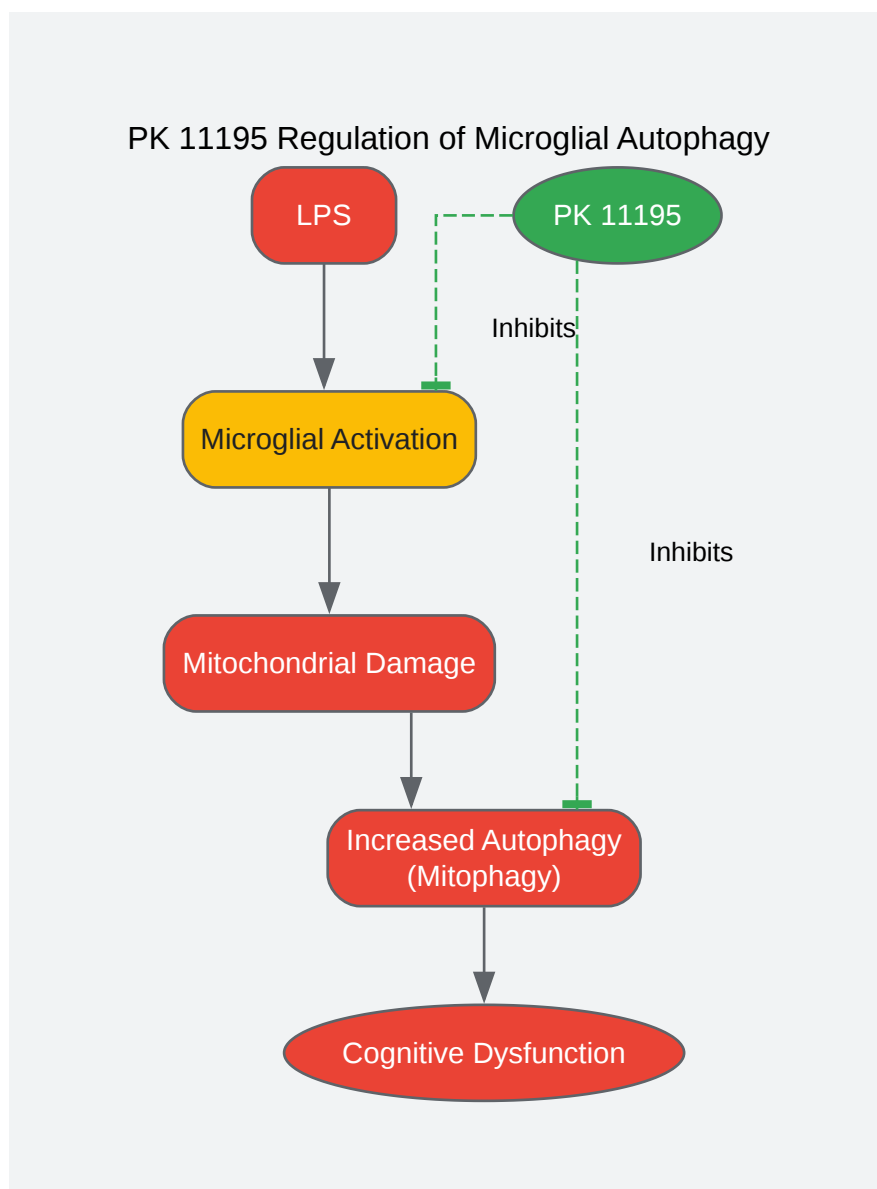 PK 11195 Regulation of Microglial Autophagy
LPS
PK 11195
Inhibits
Microglial Activation
Inhibits
Mitochondrial Damage
Increased Autophagy
(Mitophagy)
Cognitive Dysfunction